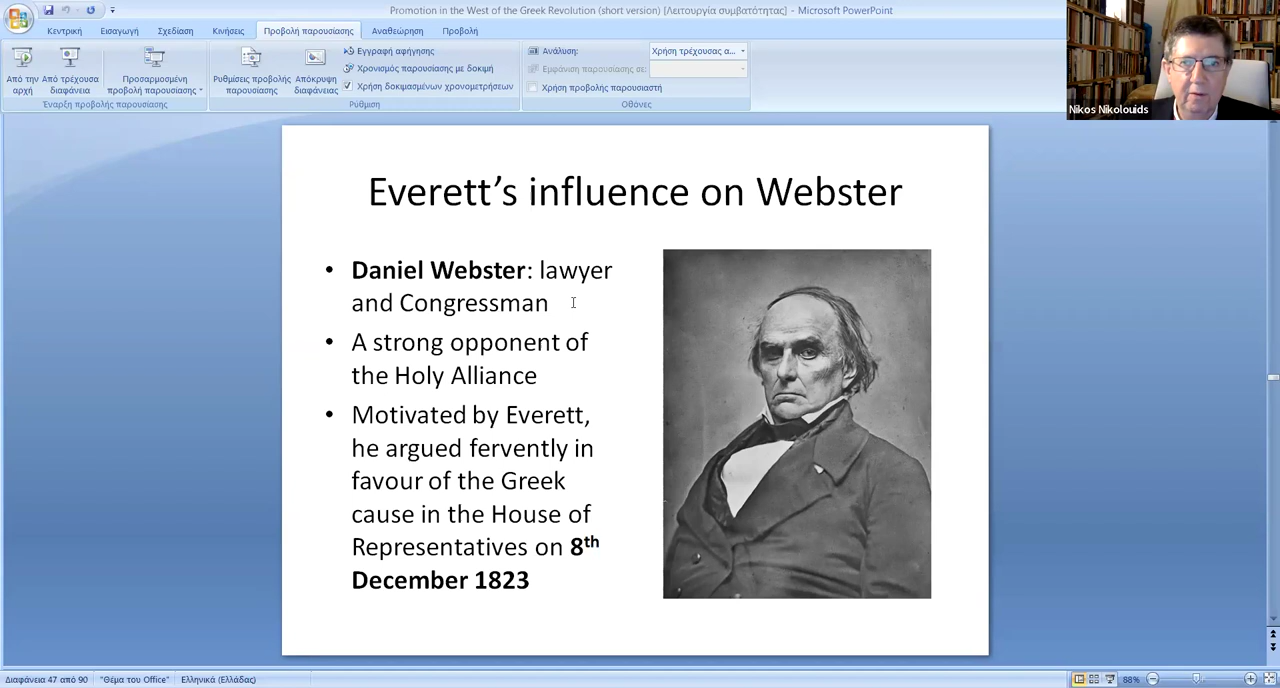 Promotion in the West of the Greek Revolution (short version) [Λειτουργία συμβατότητας] - Microsoft PowerPoint
Κεντρική Εισαγωγή Σχεδίαση Κινήσεις Προβολή παρουσίασης Αναθεώρηση Προβολή
Από την αρχή
Από τρέχουσα διαφάνεια
Προσαρμοσμένη προβολή παρουσίασης
Έναρξη προβολής παρουσίασης
Ρυθμίσεις προβολής παρουσίασης
Απόκρυψη διαφάνειας
Εγγραφή αφήγησης
Χρονισμός παρουσίασης με δοκιμή
Χρήση δοκιμασμένων χρονομετρήσεων
Ρύθμιση
Ανάλυση: Χρήση τρέχουσας α...
Εμφάνιση παρουσίασης σε:
Χρήση προβολής παρουσιαστή
Οθόνες
Nikos Nikolouids
Everett's influence on Webster
• Daniel Webster: lawyer
and Congressman
• A strong opponent of
the Holy Alliance
• Motivated by Everett,
he argued fervently in
favour of the Greek
cause in the House of
Representatives on 8th
December 1823
Διαφάνεια 47 από 90 "Θέμα του Office" Ελληνικά (Ελλάδας) 88%